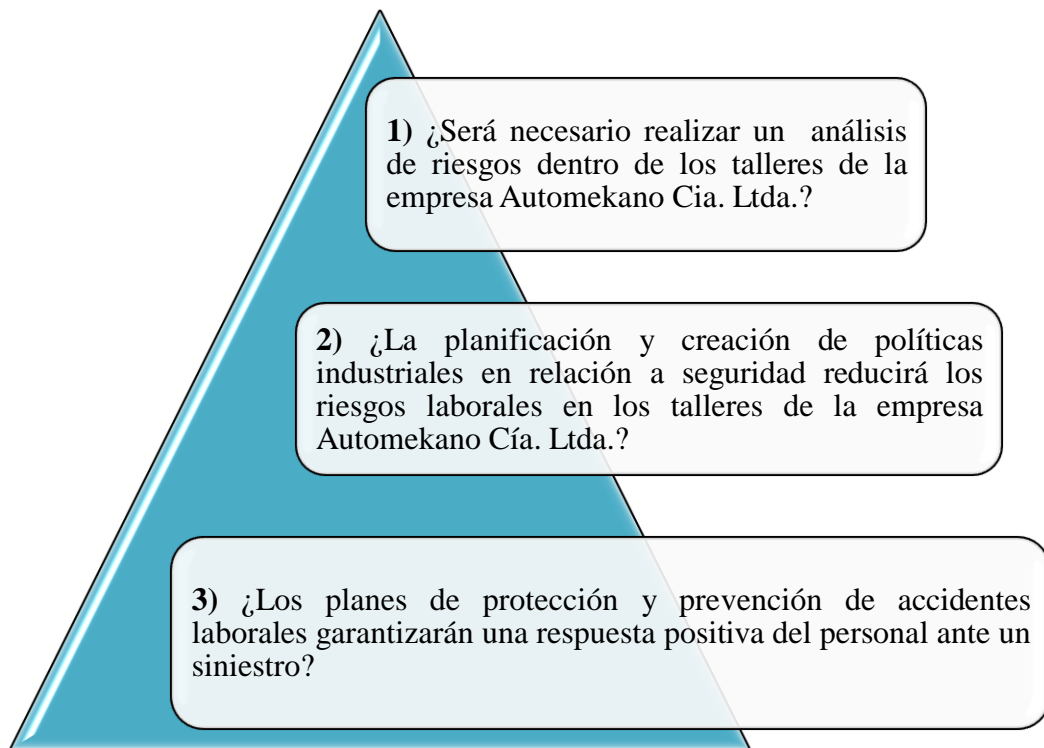 1) ¿Será necesario realizar un análisis
de riesgos dentro de los talleres de la
empresa Automekano Cia. Ltda.?
2) ¿La planificación y creación de políticas
industriales en relación a seguridad reducirá los
riesgos laborales en los talleres de la empresa
Automekano Cía. Ltda.?
3) ¿Los planes de protección y prevención de accidentes
laborales garantizarán una respuesta positiva del personal ante un
siniestro?